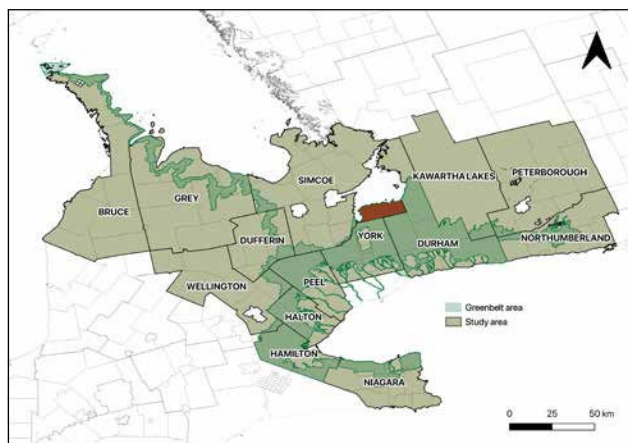 KAWARTHA LAKES
PETERBOROUGH
SIMCOE
GREY
BRUCE
YORK
NORTHUMBERLAND
DUFFERIN
DURHAM
PEEL
WELLINGTON
HALTON
HAMILTON
NIAGARA
Greenbelt area
Study area
0 25 50 km